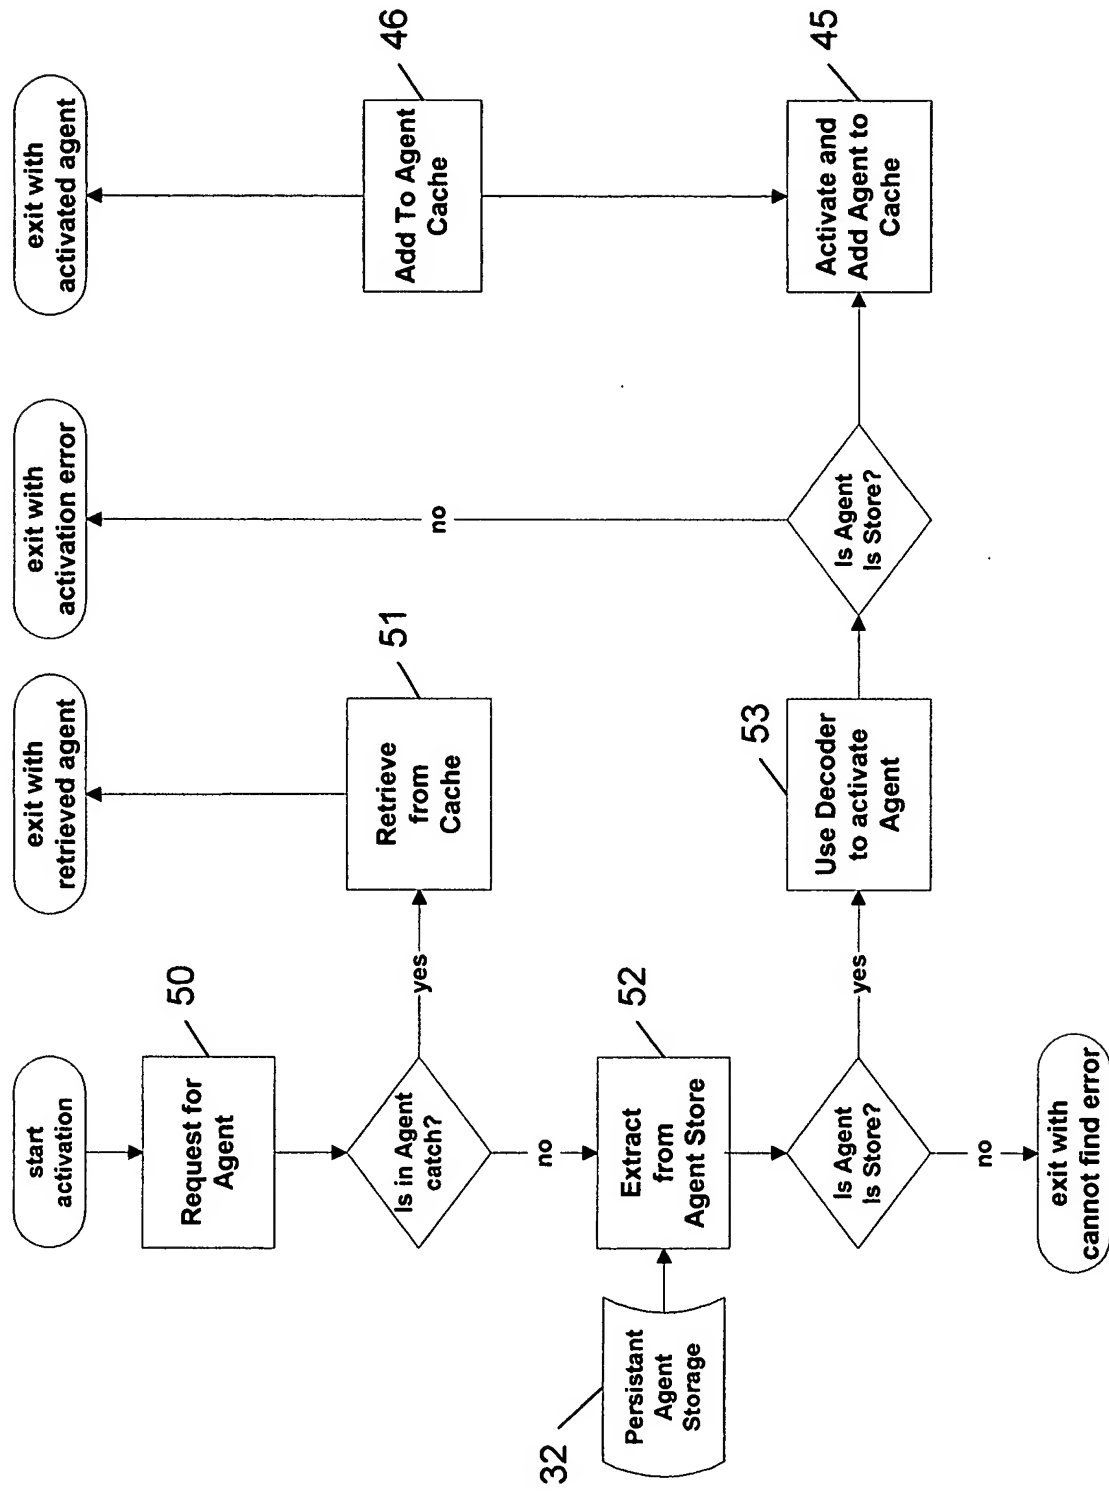 start
activation
50
Request for
Agent
Is in Agent
catch?
yes
51
Retrieve
from
Cache
exit with
retrieved agent
no
32
Persistant
Agent
Storage
52
Extract
from
Agent Store
Is Agent
Is Store?
no
exit with
cannot find error
yes
53
Use Decoder
to activate
Agent
Is Agent
Is Store?
no
exit with
activation error
45
Activate and
Add Agent to
Cache
46
Add To Agent
Cache
exit with
activated agent